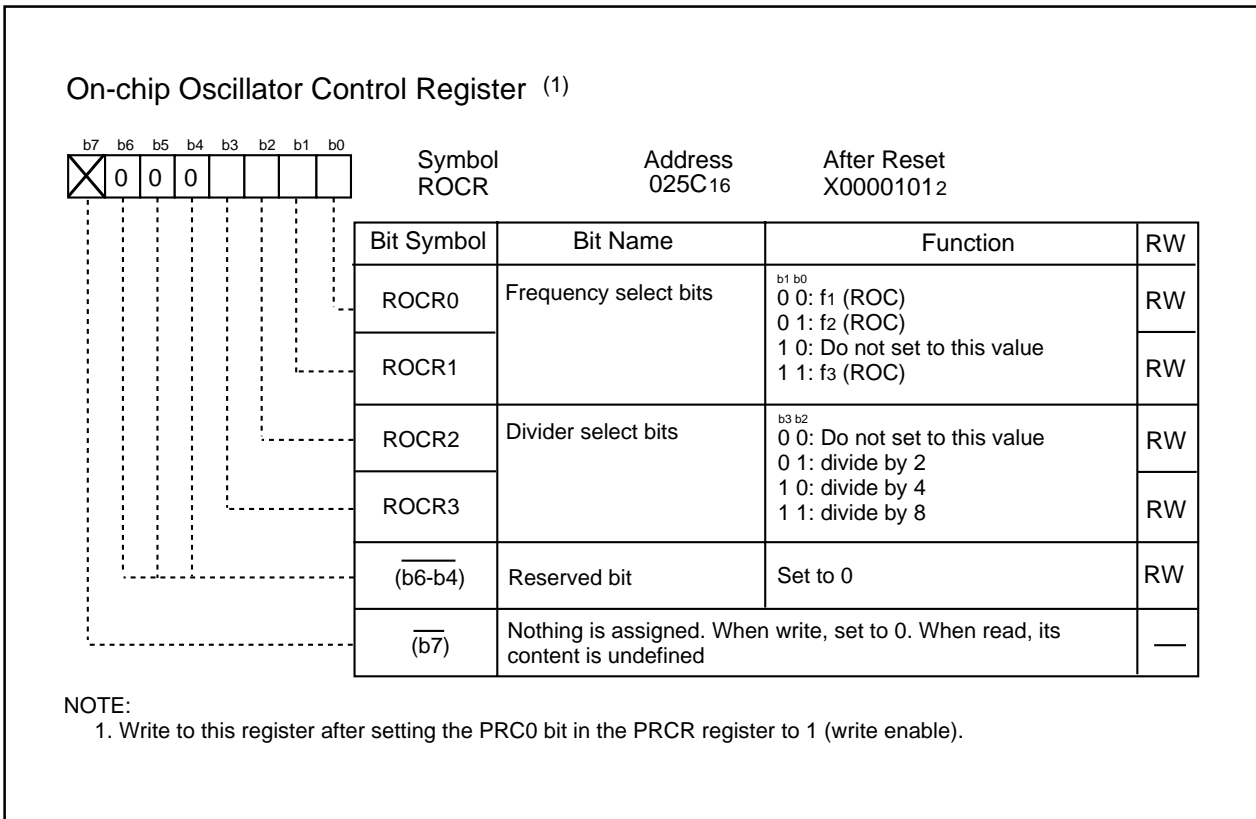 On-chip Oscillator Control Register (1)
b7 b6 b5 b4 b3 b2 b1 b0
0 0 0
Symbol Address After Reset
ROCR 025C16 X00001012
Bit Symbol Bit Name Function RW
ROCR0 Frequency select bits RW
b1 b0
0 0: f1 (ROC)
0 1: f2 (ROC)
1 0: Do not set to this value
1 1: f3 (ROC)
ROCR1 RW
ROCR2 Divider select bits RW
b3 b2
0 0: Do not set to this value
0 1: divide by 2
1 0: divide by 4
1 1: divide by 8
ROCR3 RW
(b6-b4) Reserved bit Set to 0 RW
(b7) Nothing is assigned. When write, set to 0. When read, its
content is undefined —
NOTE:
1. Write to this register after setting the PRC0 bit in the PRCR register to 1 (write enable).